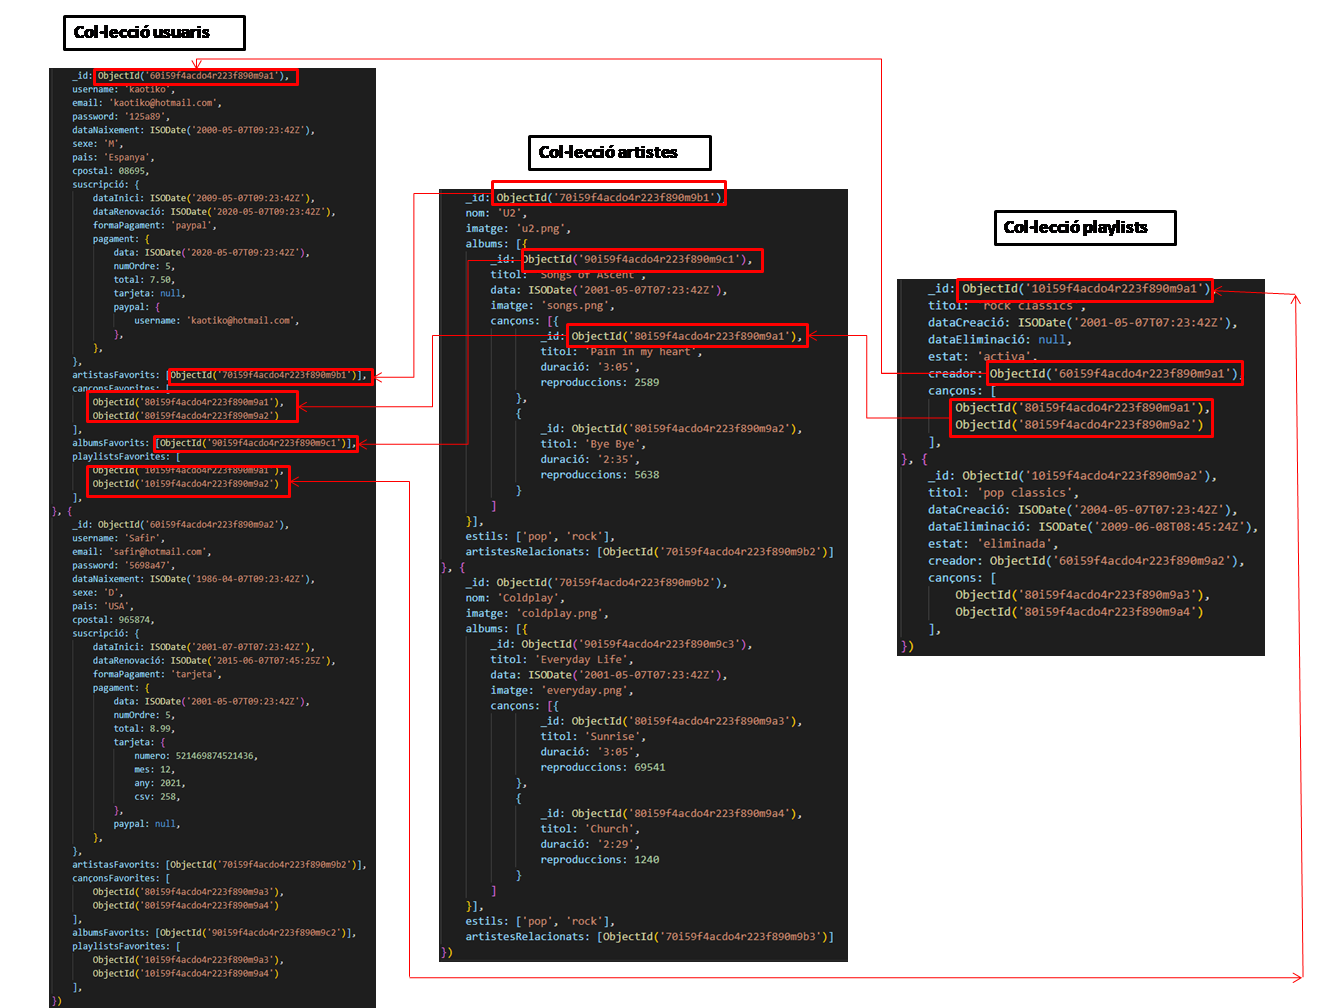 Col·lecció usuaris
_id: ObjectId('60i59f4acdo4r223f890m9a1'),
username: 'kaotiko',
email: 'kaotiko@hotmail.com',
password: '125a89',
dataNaixement: ISODate('2000-05-07T09:23:42Z'),
sexe: 'M',
pais: 'Espanya',
cpostal: 08695,
suscripció: {
dataInici: ISODate('2009-05-07T09:23:42Z'),
dataRenovació: ISODate('2020-05-07T09:23:42Z'),
formaPagament: 'paypal',
pagament: {
data: ISODate('2020-05-07T09:23:42Z'),
numOrdre: 5,
total: 7.50,
tarjeta: null,
paypal: {
username: 'kaotiko@hotmail.com',
},
},
},
artistasFavorits: [ObjectId('70i59f4acdo4r223f890m9b1')],
cançonsFavorites: [
ObjectId('80i59f4acdo4r223f890m9a1'),
ObjectId('80i59f4acdo4r223f890m9a2')
],
albumsFavorits: [ObjectId('90i59f4acdo4r223f890m9c1')],
playlistsFavorites: [
ObjectId('10i59f4acdo4r223f890m9a1'),
ObjectId('10i59f4acdo4r223f890m9a2')
],
}, {
_id: ObjectId('60i59f4acdo4r223f890m9a2'),
username: 'Safir',
email: 'safir@hotmail.com',
password: '5698a47',
dataNaixement: ISODate('1986-04-07T09:23:42Z'),
sexe: 'D',
pais: 'USA',
cpostal: 965874,
suscripció: {
dataInici: ISODate('2001-07-07T07:23:42Z'),
dataRenovació: ISODate('2015-06-07T07:45:25Z'),
formaPagament: 'tarjeta',
pagament: {
data: ISODate('2001-05-07T09:23:42Z'),
numOrdre: 5,
total: 8.99,
tarjeta: {
numero: 521469874521436,
mes: 12,
any: 2021,
csv: 258,
},
paypal: null,
},
},
artistasFavorits: [ObjectId('70i59f4acdo4r223f890m9b2')],
cançonsFavorites: [
ObjectId('80i59f4acdo4r223f890m9a3'),
ObjectId('80i59f4acdo4r223f890m9a4')
],
albumsFavorits: [ObjectId('90i59f4acdo4r223f890m9c2')],
playlistsFavorites: [
ObjectId('10i59f4acdo4r223f890m9a3'),
ObjectId('10i59f4acdo4r223f890m9a4')
],
})
Col·lecció artistes
_id: ObjectId('70i59f4acdo4r223f890m9b1'),
nom: 'U2',
imatge: 'u2.png',
albums: [{
_id: ObjectId('90i59f4acdo4r223f890m9c1'),
titol: 'Songs of Ascent',
data: ISODate('2001-05-07T07:23:42Z'),
imatge: 'songs.png',
cançons: [{
_id: ObjectId('80i59f4acdo4r223f890m9a1'),
titol: 'Pain in my heart',
duració: '3:05',
reproduccions: 2589
},
{
_id: ObjectId('80i59f4acdo4r223f890m9a2'),
titol: 'Bye Bye',
duració: '2:35',
reproduccions: 5638
}
]
}],
estils: ['pop', 'rock'],
artistesRelacionats: [ObjectId('70i59f4acdo4r223f890m9b2')]
}, {
_id: ObjectId('70i59f4acdo4r223f890m9b2'),
nom: 'Coldplay',
imatge: 'coldplay.png',
albums: [{
_id: ObjectId('90i59f4acdo4r223f890m9c3'),
titol: 'Everyday Life',
data: ISODate('2001-05-07T07:23:42Z'),
imatge: 'everyday.png',
cançons: [{
_id: ObjectId('80i59f4acdo4r223f890m9a3'),
titol: 'Sunrise',
duració: '3:05',
reproduccions: 69541
},
{
_id: ObjectId('80i59f4acdo4r223f890m9a4'),
titol: 'Church',
duració: '2:29',
reproduccions: 1240
}
]
}],
estils: ['pop', 'rock'],
artistesRelacionats: [ObjectId('70i59f4acdo4r223f890m9b3')]
})
Col·lecció playlists
_id: ObjectId('10i59f4acdo4r223f890m9a1'),
titol: 'rock classics',
dataCreació: ISODate('2001-05-07T07:23:42Z'),
dataEliminació: null,
estat: 'activa',
creador: ObjectId('60i59f4acdo4r223f890m9a1'),
cançons: [
ObjectId('80i59f4acdo4r223f890m9a1'),
ObjectId('80i59f4acdo4r223f890m9a2')
],
}, {
_id: ObjectId('10i59f4acdo4r223f890m9a2'),
titol: 'pop classics',
dataCreació: ISODate('2004-05-07T07:23:42Z'),
dataEliminació: ISODate('2009-06-08T08:45:24Z'),
estat: 'eliminada',
creador: ObjectId('60i59f4acdo4r223f890m9a2'),
cançons: [
ObjectId('80i59f4acdo4r223f890m9a3'),
ObjectId('80i59f4acdo4r223f890m9a4')
],
})